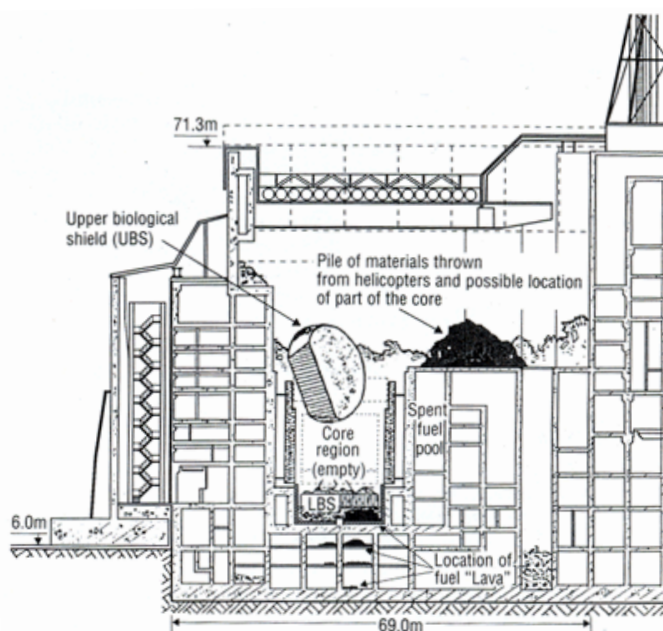 71.3m
Upper biological
shield (UBS)
Pile of materials thrown
from helicopters and possible location
of part of the core
Core
region
(empty)
Spent
fuel
pool
LBS
6.0m
Location of
fuel "Lava"
69.0m